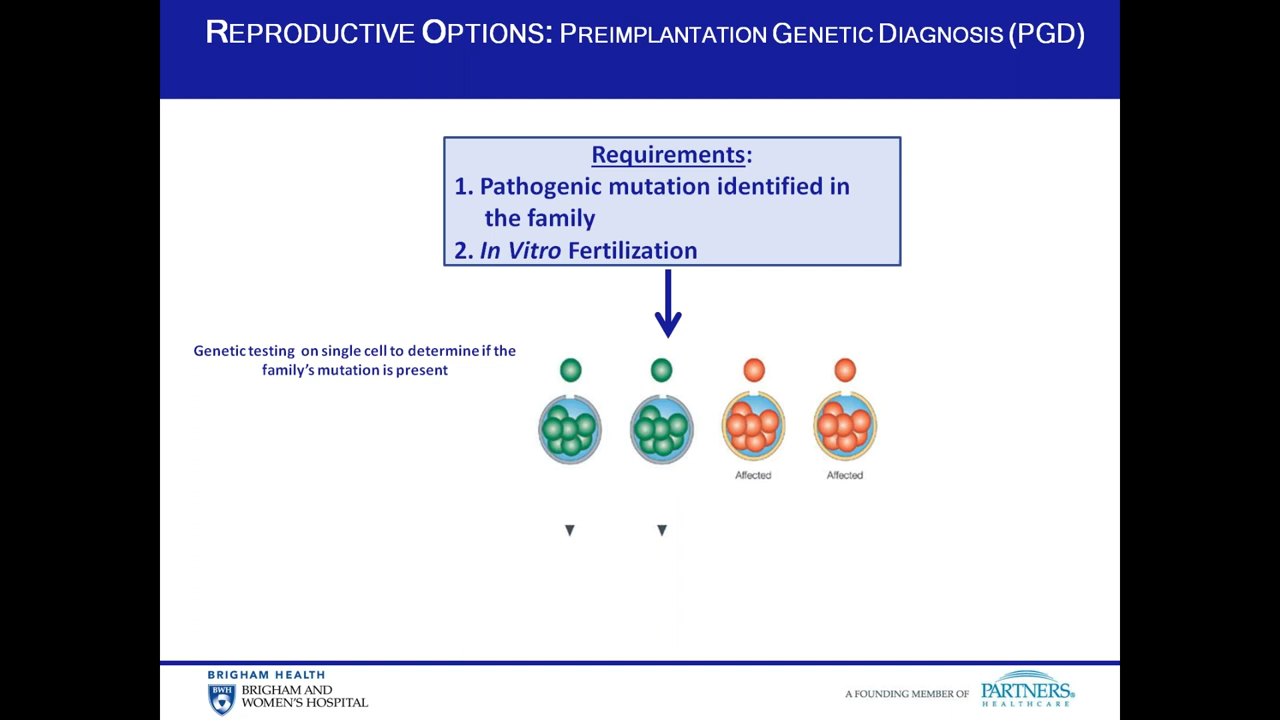 REPRODUCTIVE OPTIONS: PREIMPLANTATION GENETIC DIAGNOSIS (PGD)
Requirements:
1. Pathogenic mutation identified in
the family
2. In Vitro Fertilization
Genetic testing on single cell to determine if the
family's mutation is present
Affected
Affected
BRIGHAM HEALTH
BWH
BRIGHAM AND
WOMEN'S HOSPITAL
A FOUNDING MEMBER OF
PARTNERS®
HEALTHCARE